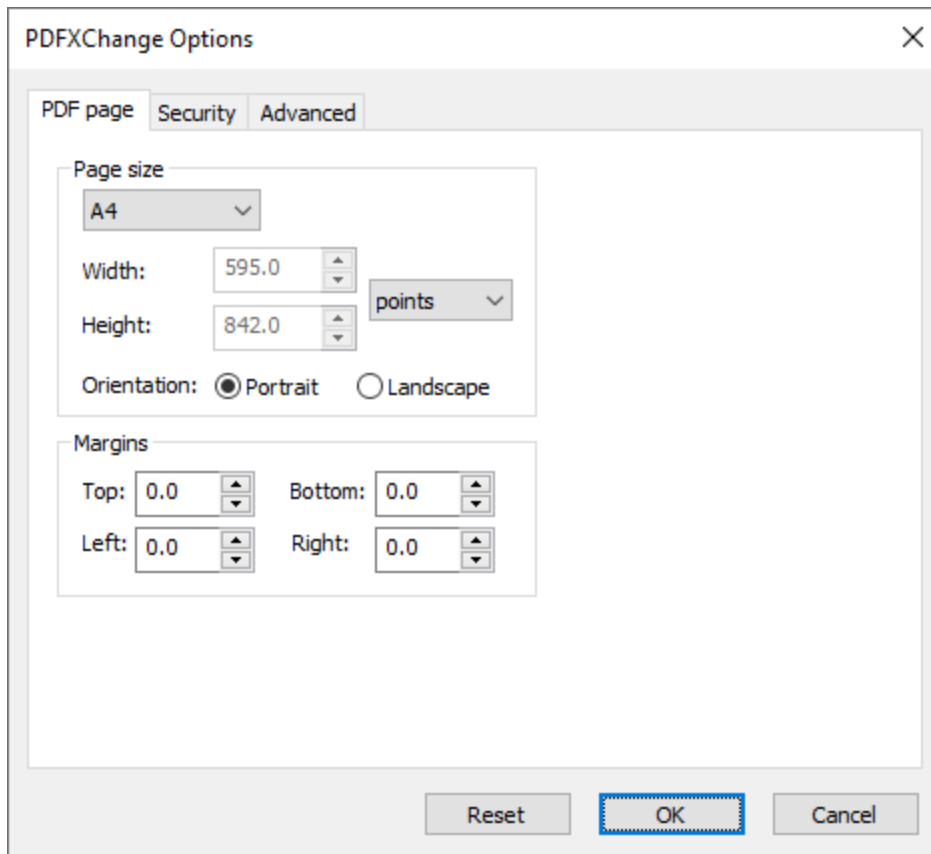 PDFXChange Options
PDF page Security Advanced
Page size
A4
Width: 595.0
points
Height: 842.0
Orientation: Portrait Landscape
Margins
Top: 0.0 Bottom: 0.0
Left: 0.0 Right: 0.0
Reset OK Cancel